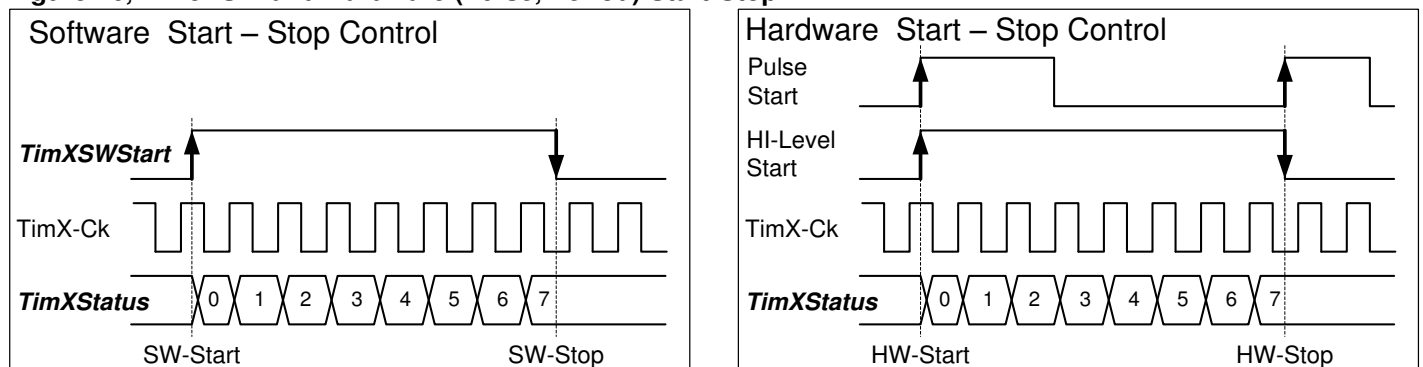 Software Start – Stop Control
TimXSWStart
TimX-Ck
TimXStatus
0 1 2 3 4 5 6 7
SW-Start SW-Stop
Hardware Start – Stop Control
Pulse
Start
HI-Level
Start
TimX-Ck
TimXStatus
0 1 2 3 4 5 6 7
HW-Start HW-Stop